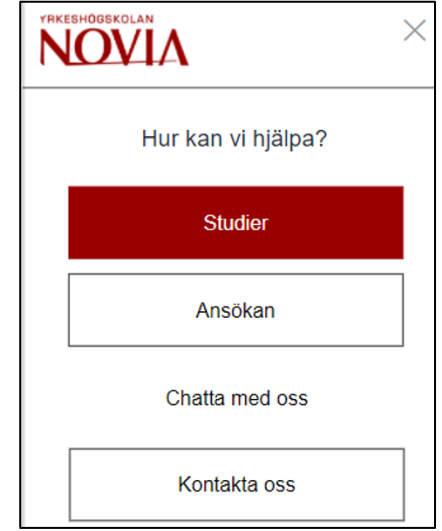 YRKESHÖGSKOLAN
NOVIA
Hur kan vi hjälpa?
Studier
Ansökan
Chatta med oss
Kontakta oss